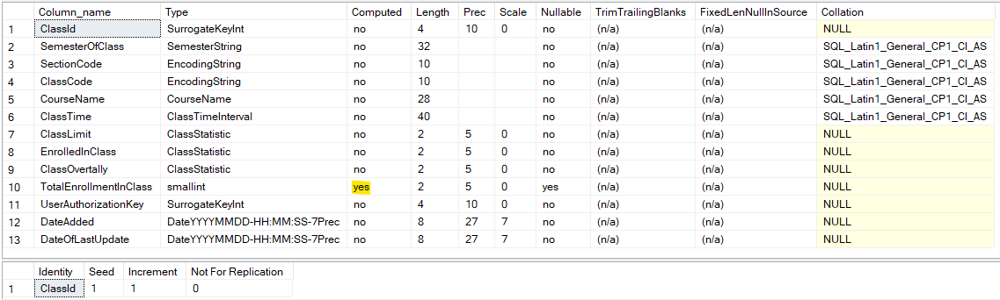 Column_name Type Computed Length Prec Scale Nullable TrimTrailingBlanks FixedLenNullInSource Collation
1 ClassId SurrogateKeyInt no 4 10 0 no (n/a) (n/a) NULL
2 SemesterOfClass SemesterString no 32 no (n/a) (n/a) SQL_Latin1_General_CP1_CI_AS
3 SectionCode EncodingString no 10 no (n/a) (n/a) SQL_Latin1_General_CP1_CI_AS
4 ClassCode EncodingString no 10 no (n/a) (n/a) SQL_Latin1_General_CP1_CI_AS
5 CourseName CourseName no 28 no (n/a) (n/a) SQL_Latin1_General_CP1_CI_AS
6 ClassTime ClassTimeInterval no 40 no (n/a) (n/a) SQL_Latin1_General_CP1_CI_AS
7 ClassLimit ClassStatistic no 2 5 0 no (n/a) (n/a) NULL
8 EnrolledInClass ClassStatistic no 2 5 0 no (n/a) (n/a) NULL
9 ClassOvertally ClassStatistic no 2 5 0 no (n/a) (n/a) NULL
10 TotalEnrollmentInClass smallint yes 2 5 0 yes (n/a) (n/a) NULL
11 UserAuthorizationKey SurrogateKeyInt no 4 10 0 no (n/a) (n/a) NULL
12 DateAdded DateYYYYMMDD-HH:MM:SS-7Prec no 8 27 7 no (n/a) (n/a) NULL
13 DateOfLastUpdate DateYYYYMMDD-HH:MM:SS-7Prec no 8 27 7 no (n/a) (n/a) NULL
Identity Seed Increment Not For Replication
1 ClassId 1 1 0